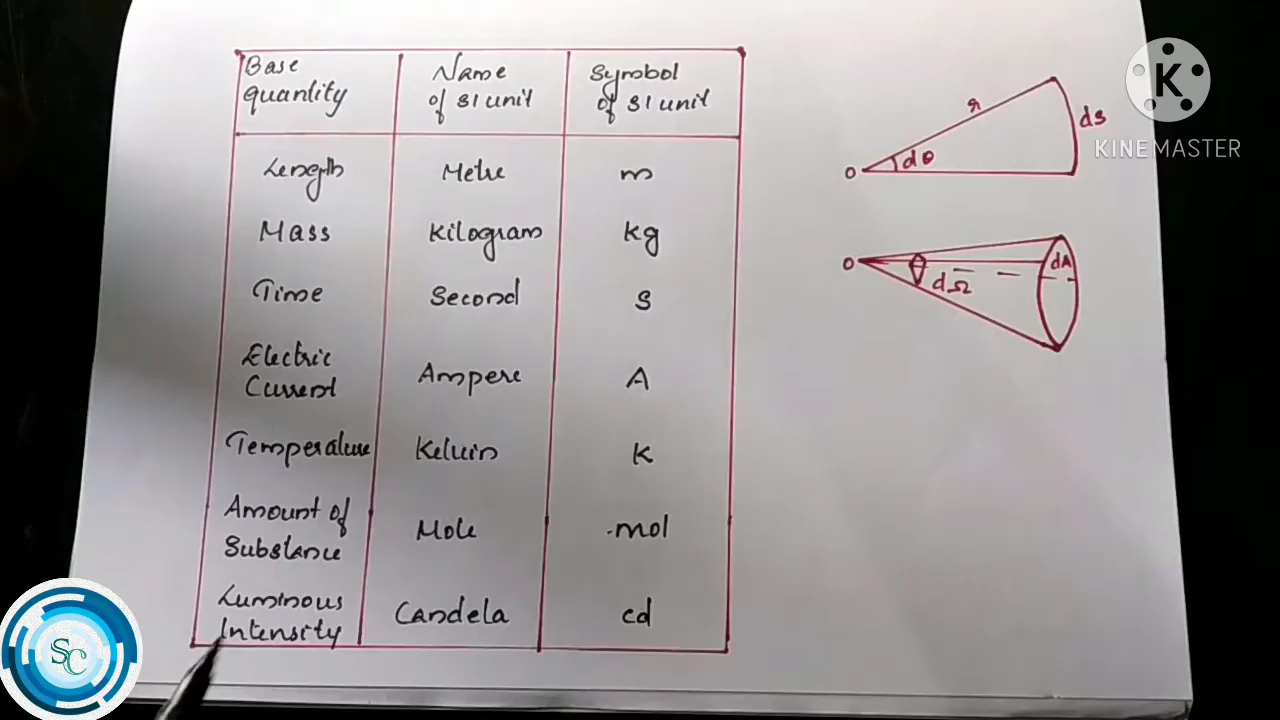 Base quantity
Name of SI unit
Symbol of SI unit
Length
Metre
m
Mass
Kilogram
kg
Time
Second
s
Electric Current
Ampere
A
Temperature
Kelvin
K
Amount of Substance
Mole
mol
Luminous Intensity
Candela
cd
r
ds
O
dθ
O
dA
dΩ
K
KINEMASTER
SC